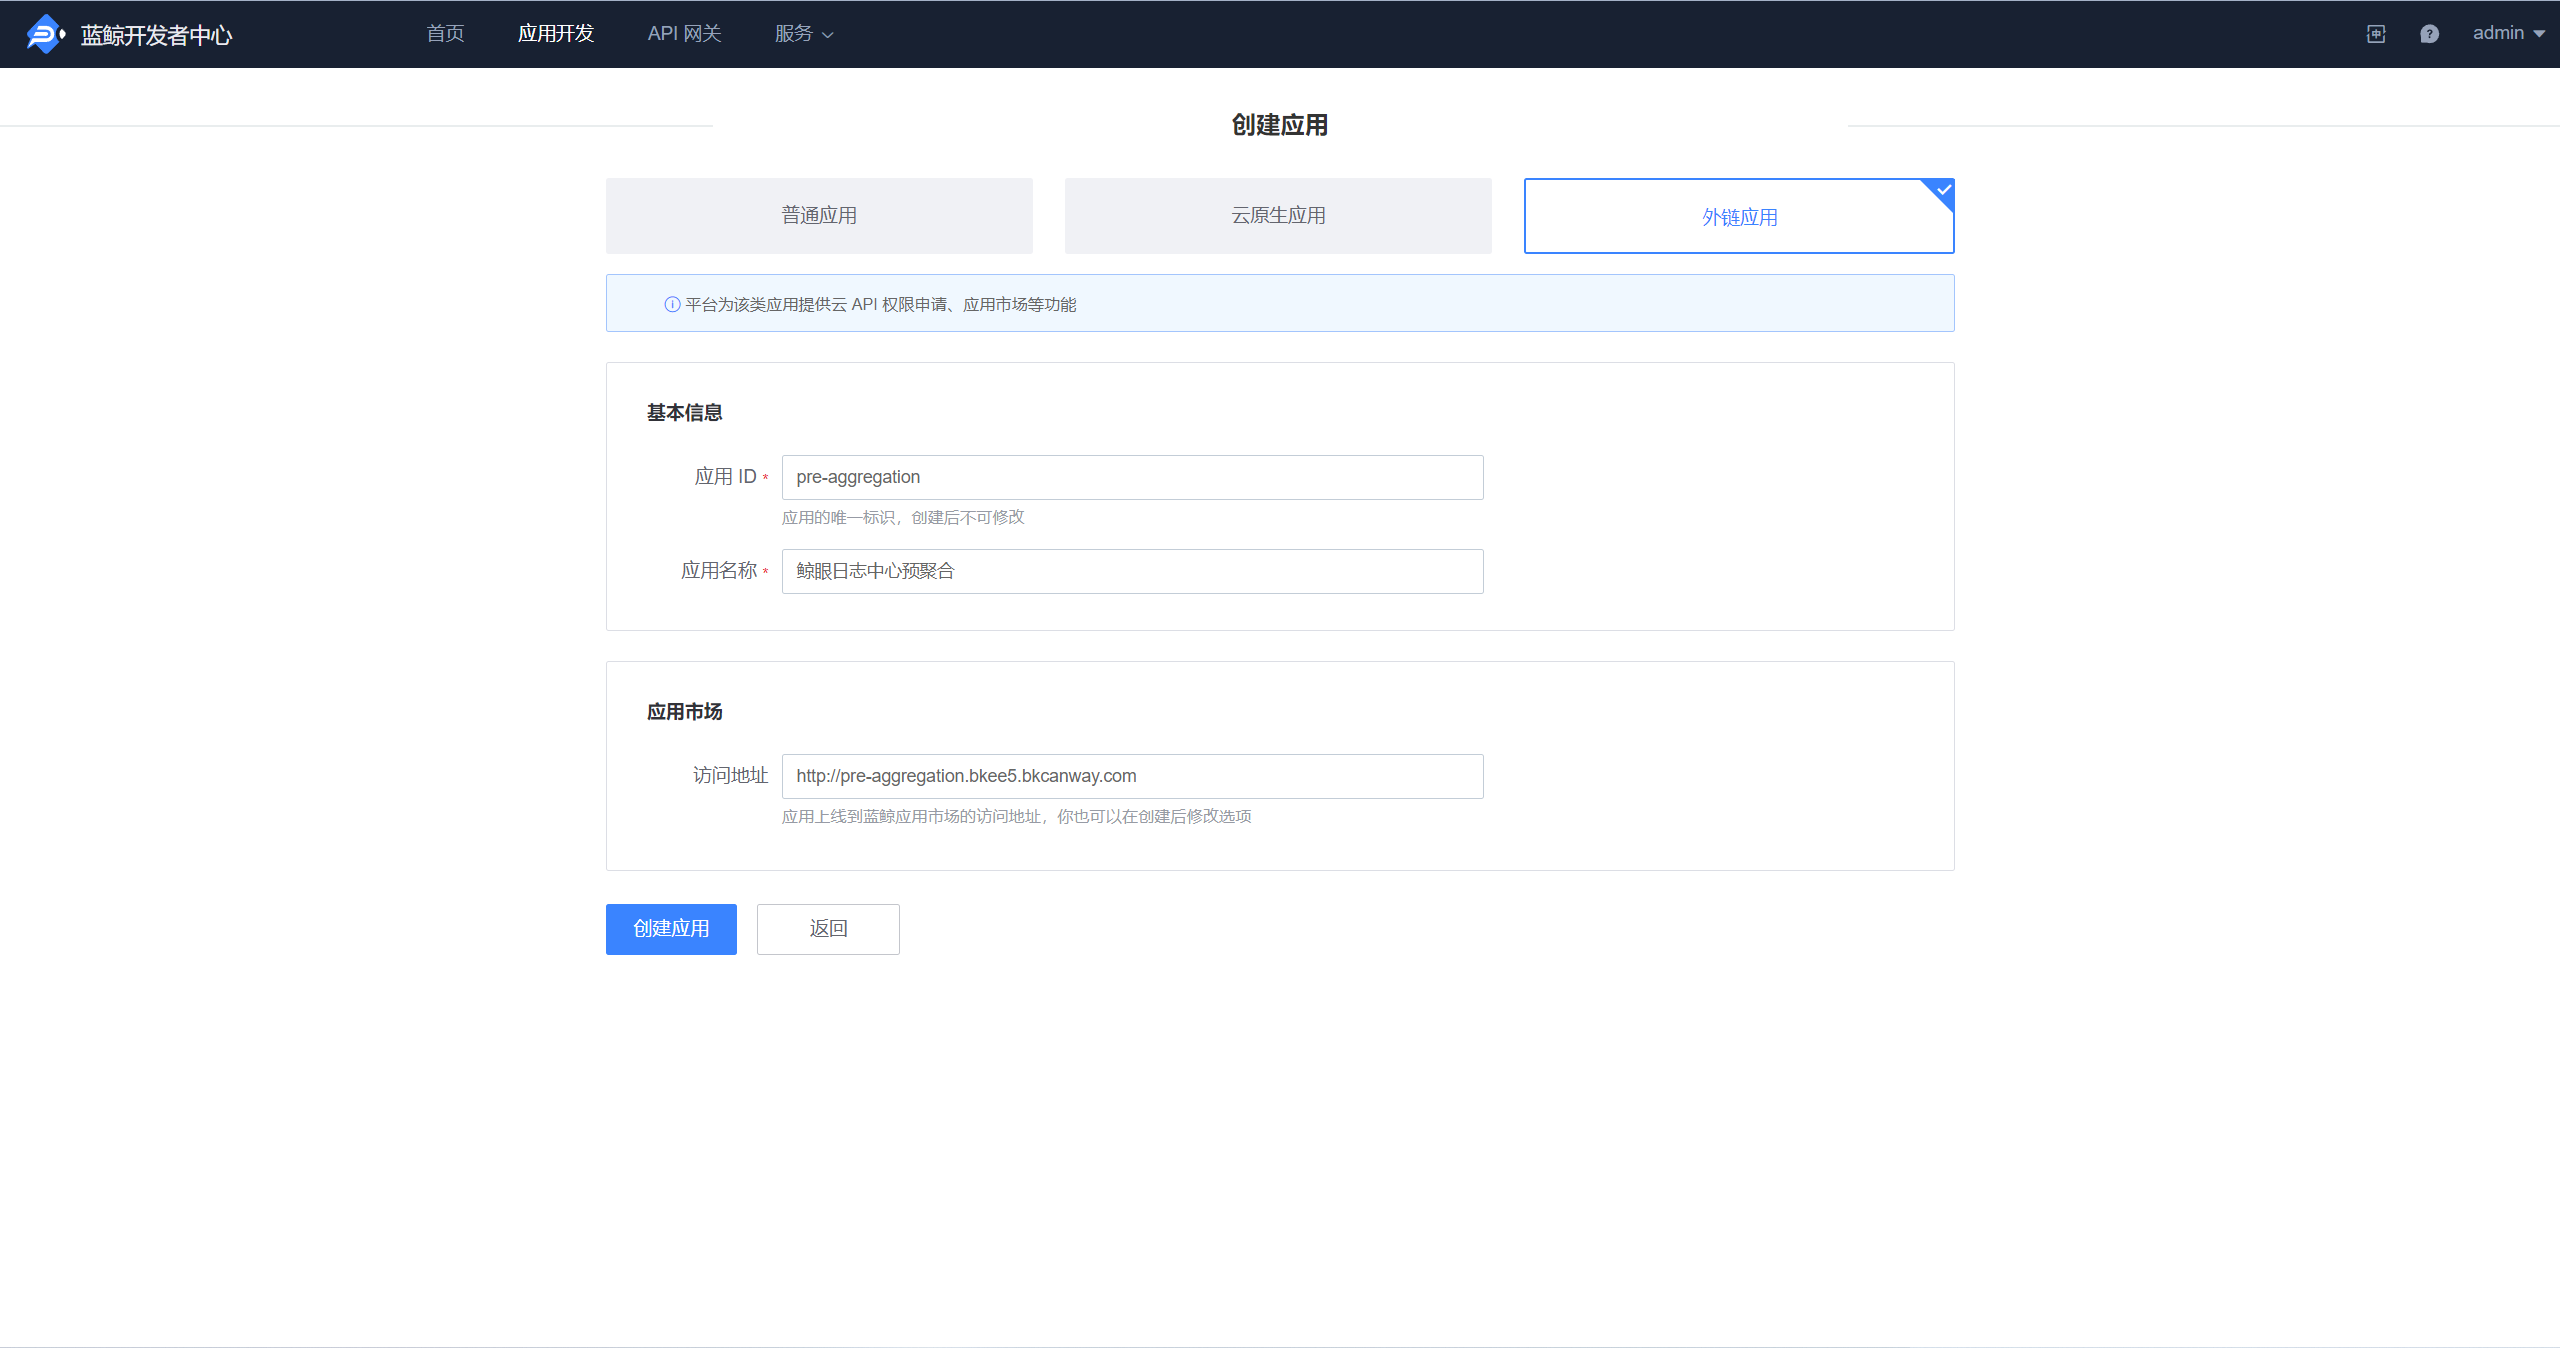 蓝鲸开发者中心 首页 应用开发 API 网关 服务 中 ? admin
创建应用
普通应用 云原生应用 外链应用
平台为该类应用提供云 API 权限申请、应用市场等功能
基本信息
应用 ID * pre-aggregation
应用的唯一标识，创建后不可修改
应用名称 * 鲸眼日志中心预聚合
应用市场
访问地址 http://pre-aggregation.bkee5.bkcanway.com
应用上线到蓝鲸应用市场的访问地址，你也可以在创建后修改选项
创建应用 返回